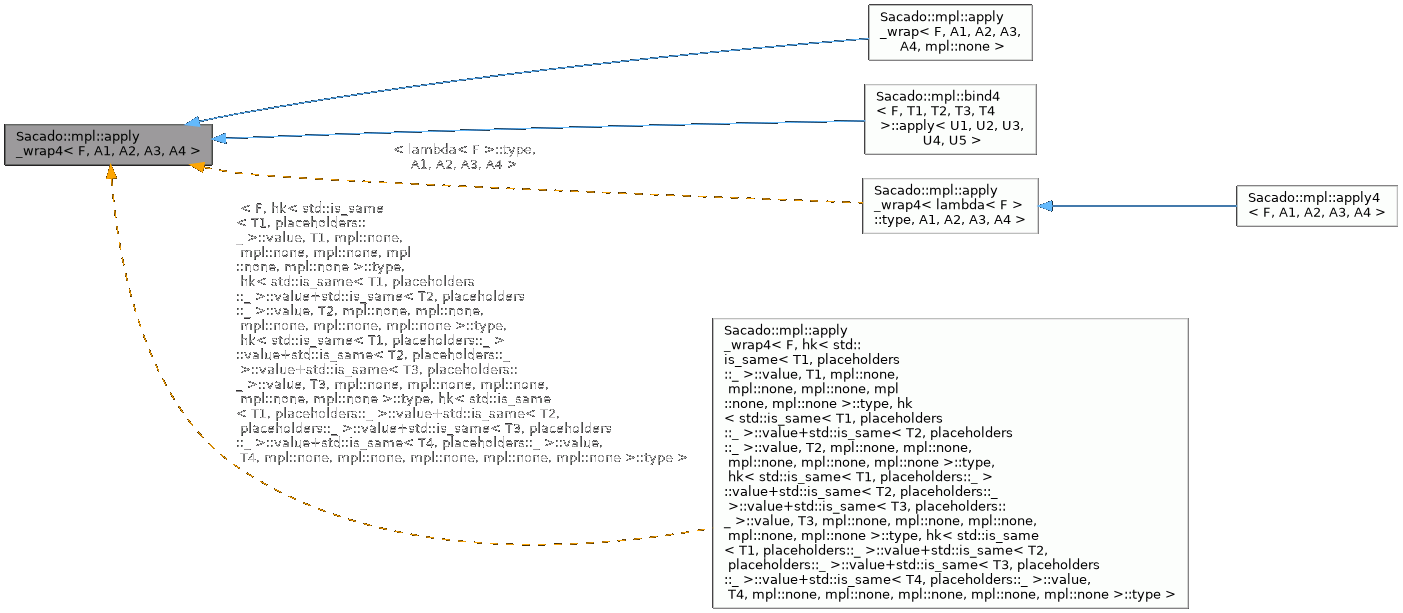 Sacado::mpl::apply
_wrap< F, A1, A2, A3,
A4, mpl::none >
Sacado::mpl::bind4
< F, T1, T2, T3, T4
>::apply< U1, U2, U3,
U4, U5 >
Sacado::mpl::apply
_wrap4< F, A1, A2, A3, A4 >
< lambda< F >::type,
A1, A2, A3, A4 >
Sacado::mpl::apply
_wrap4< lambda< F >
::type, A1, A2, A3, A4 >
Sacado::mpl::apply4
< F, A1, A2, A3, A4 >
< F, hk< std::is_same
< T1, placeholders::
_ >::value, T1, mpl::none,
mpl::none, mpl::none, mpl
::none, mpl::none >::type,
hk< std::is_same< T1, placeholders
::_ >::value+std::is_same< T2, placeholders
::_ >::value, T2, mpl::none, mpl::none,
mpl::none, mpl::none, mpl::none >::type,
hk< std::is_same< T1, placeholders::_ >
::value+std::is_same< T2, placeholders::_
>::value+std::is_same< T3, placeholders::
_ >::value, T3, mpl::none, mpl::none, mpl::none,
mpl::none, mpl::none >::type, hk< std::is_same
< T1, placeholders::_ >::value+std::is_same< T2,
placeholders::_ >::value+std::is_same< T3, placeholders
::_ >::value+std::is_same< T4, placeholders::_ >::value,
T4, mpl::none, mpl::none, mpl::none, mpl::none, mpl::none >::type >
Sacado::mpl::apply
_wrap4< F, hk< std::
is_same< T1, placeholders
::_ >::value, T1, mpl::none,
mpl::none, mpl::none, mpl
::none, mpl::none >::type, hk
< std::is_same< T1, placeholders
::_ >::value+std::is_same< T2, placeholders
::_ >::value, T2, mpl::none, mpl::none,
mpl::none, mpl::none, mpl::none >::type,
hk< std::is_same< T1, placeholders::_ >
::value+std::is_same< T2, placeholders::_
>::value+std::is_same< T3, placeholders::
_ >::value, T3, mpl::none, mpl::none, mpl::none,
mpl::none, mpl::none >::type, hk< std::is_same
< T1, placeholders::_ >::value+std::is_same< T2,
placeholders::_ >::value+std::is_same< T3, placeholders
::_ >::value+std::is_same< T4, placeholders::_ >::value,
T4, mpl::none, mpl::none, mpl::none, mpl::none, mpl::none >::type >